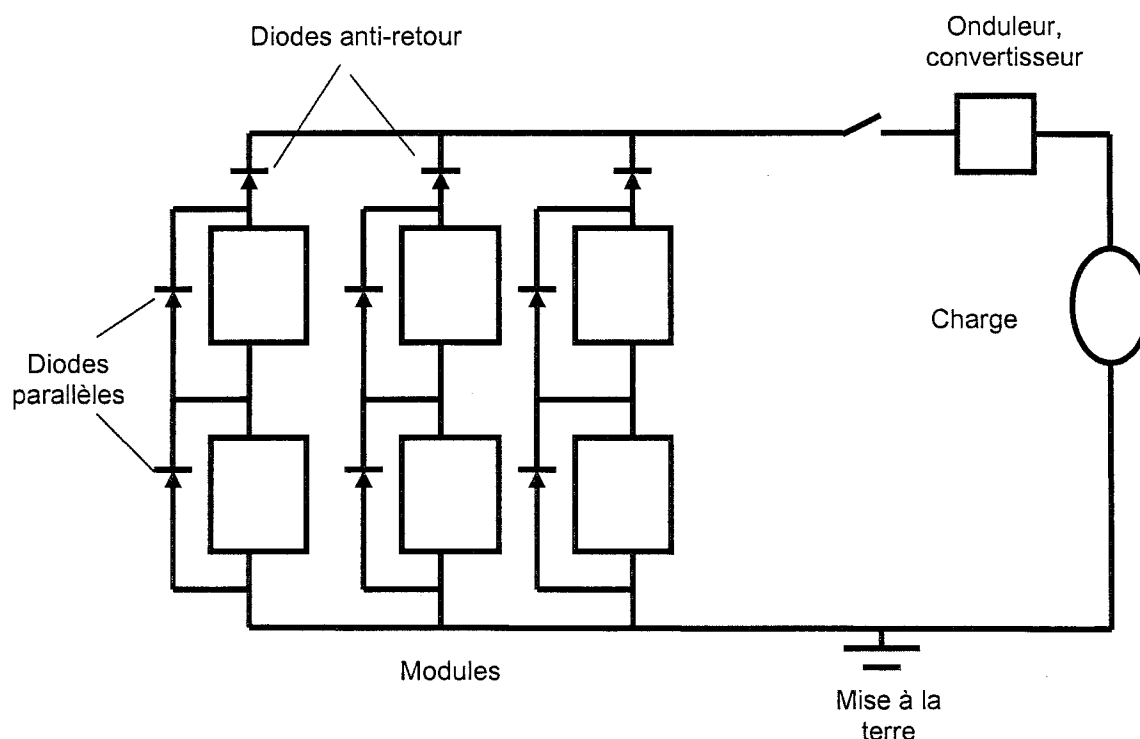 Diodes anti-retour
Onduleur,
convertisseur
Diodes
parallèles
Charge
Modules
Mise à la
terre